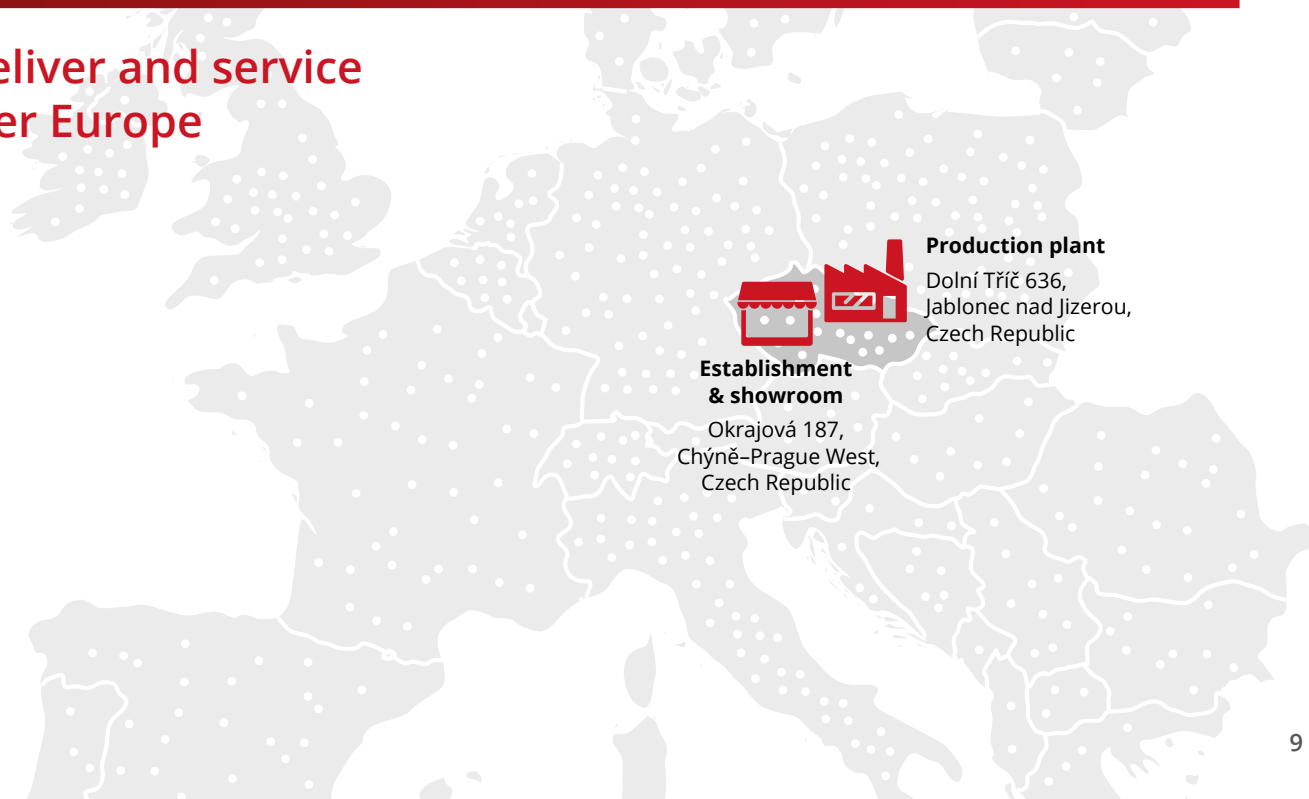 eliver and service
er Europe
Production plant
Dolní Tříč 636,
Jablonec nad Jizerou,
Czech Republic
Establishment
& showroom
Okrajová 187,
Chýně–Prague West,
Czech Republic
9